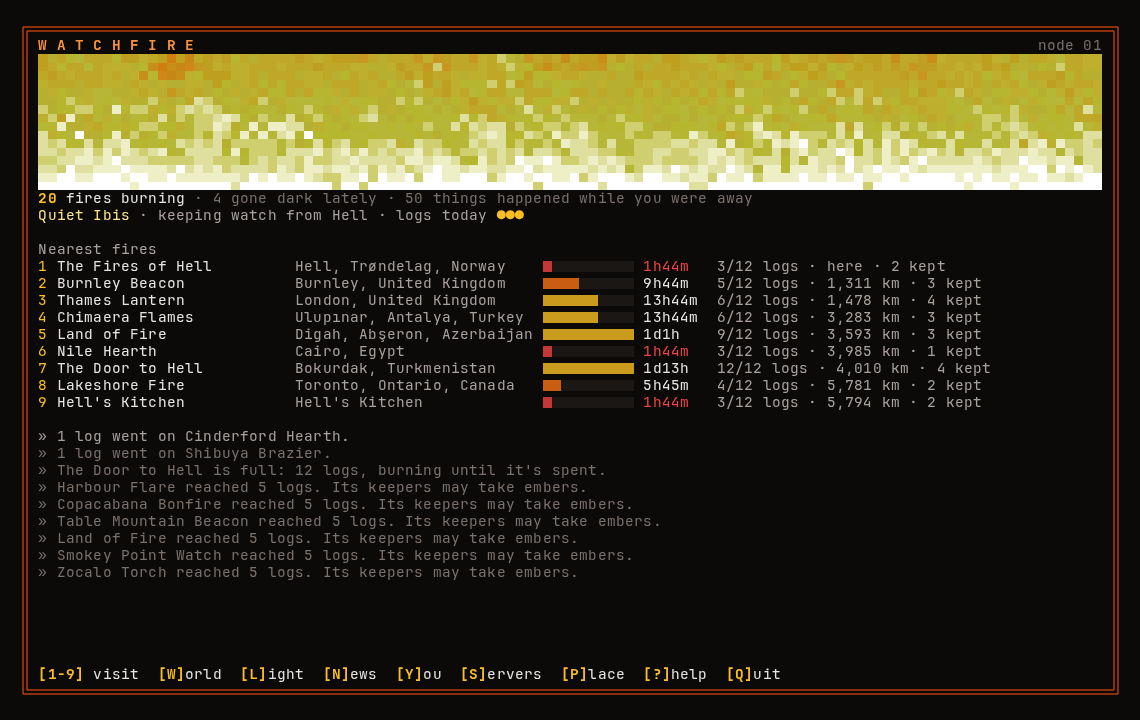 WATCHFIRE node 01
20 fires burning · 4 gone dark lately · 50 things happened while you were away
Quiet Ibis · keeping watch from Hell · logs today ●●●
Nearest fires
1 The Fires of Hell Hell, Trøndelag, Norway 1h44m 3/12 logs · here · 2 kept
2 Burnley Beacon Burnley, United Kingdom 9h44m 5/12 logs · 1,311 km · 3 kept
3 Thames Lantern London, United Kingdom 13h44m 6/12 logs · 1,478 km · 4 kept
4 Chimaera Flames Ulupınar, Antalya, Turkey 13h44m 6/12 logs · 3,283 km · 3 kept
5 Land of Fire Digah, Abşeron, Azerbaijan 1d1h 9/12 logs · 3,593 km · 3 kept
6 Nile Hearth Cairo, Egypt 1h44m 3/12 logs · 3,985 km · 1 kept
7 The Door to Hell Bokurdak, Turkmenistan 1d13h 12/12 logs · 4,010 km · 4 kept
8 Lakeshore Fire Toronto, Ontario, Canada 5h45m 4/12 logs · 5,781 km · 2 kept
9 Hell's Kitchen Hell's Kitchen 1h44m 3/12 logs · 5,794 km · 2 kept
» 1 log went on Cinderford Hearth.
» 1 log went on Shibuya Brazier.
» The Door to Hell is full: 12 logs, burning until it's spent.
» Harbour Flare reached 5 logs. Its keepers may take embers.
» Copacabana Bonfire reached 5 logs. Its keepers may take embers.
» Table Mountain Beacon reached 5 logs. Its keepers may take embers.
» Land of Fire reached 5 logs. Its keepers may take embers.
» Smokey Point Watch reached 5 logs. Its keepers may take embers.
» Zocalo Torch reached 5 logs. Its keepers may take embers.
[1-9] visit [W]orld [L]ight [N]ews [Y]ou [S]ervers [P]lace [?]help [Q]uit